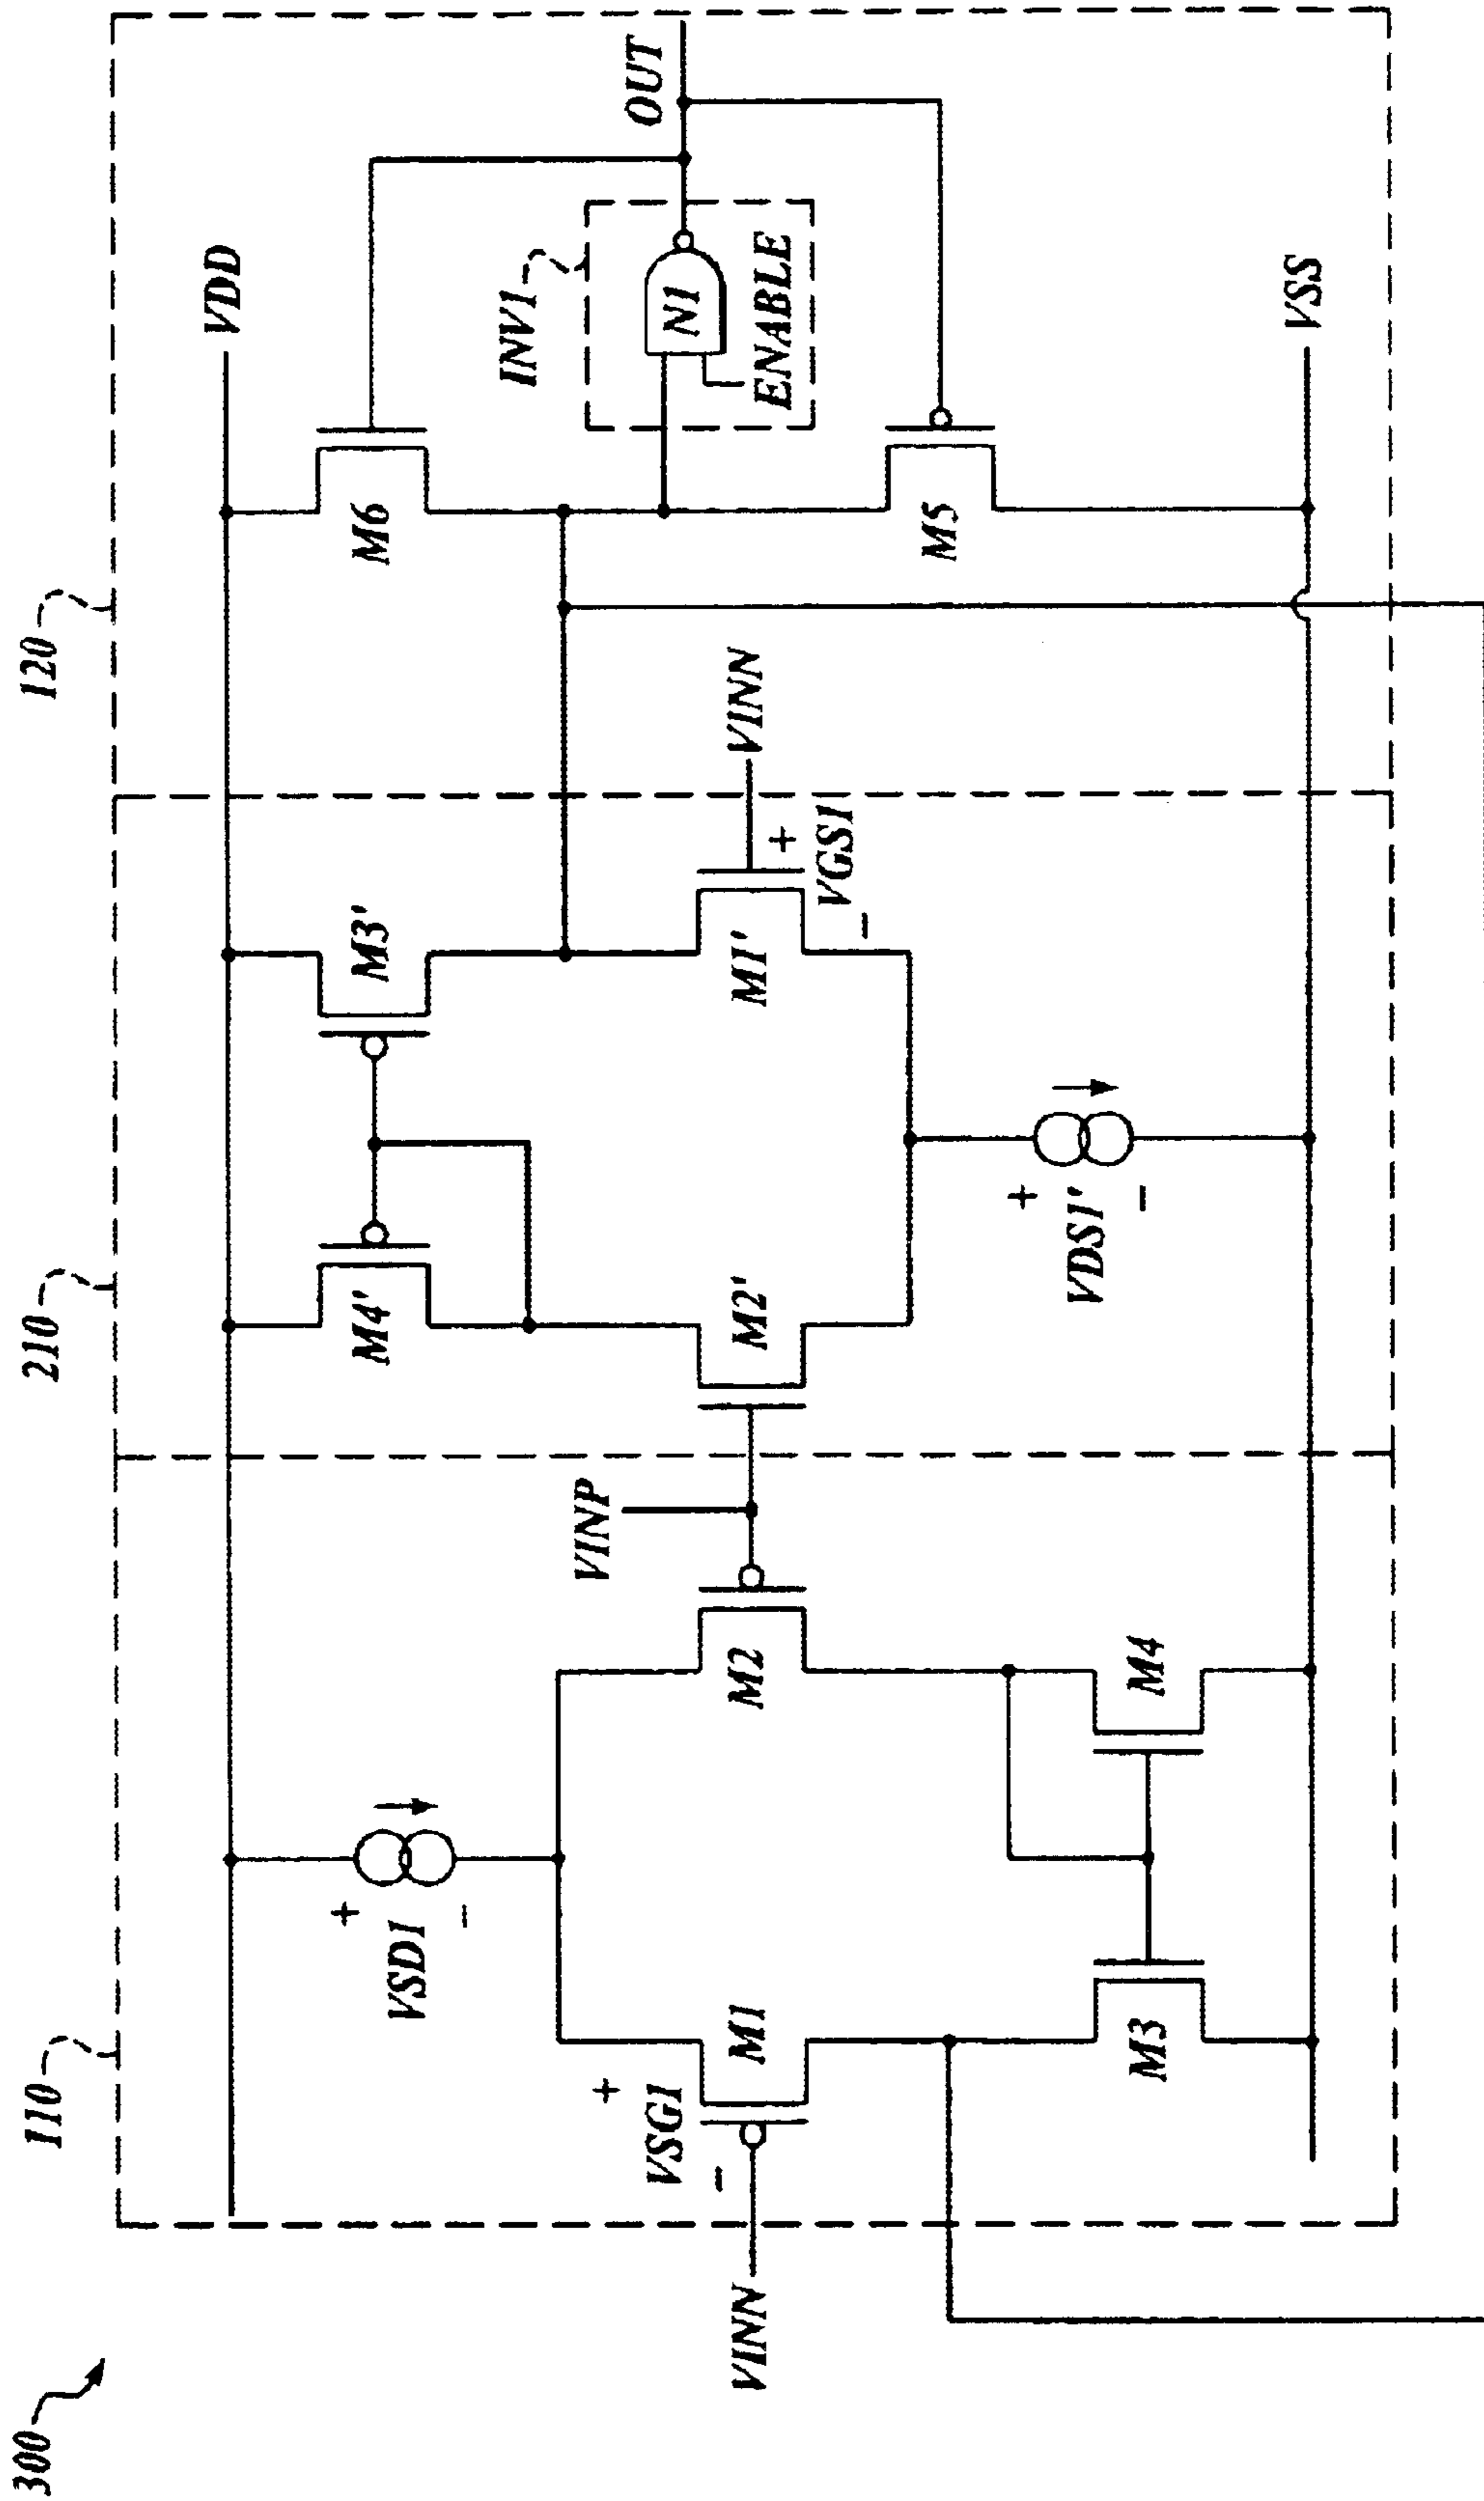 300
110
210
120
VDD
+
M4'
M3'
M6
VSD1
−
INV1
VINP
+
OUT
VSG1
N1
−
VINN
M1
M2
M2'
M1'
VINN
ENABLE
+
VGS1
−
M5
+
VDS1'
−
M3
M4
VSS